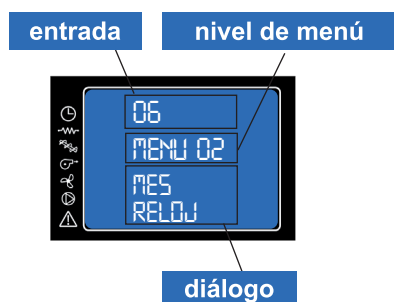 entrada
nivel de menú
06
MENU 02
MES
RELOJ
diálogo